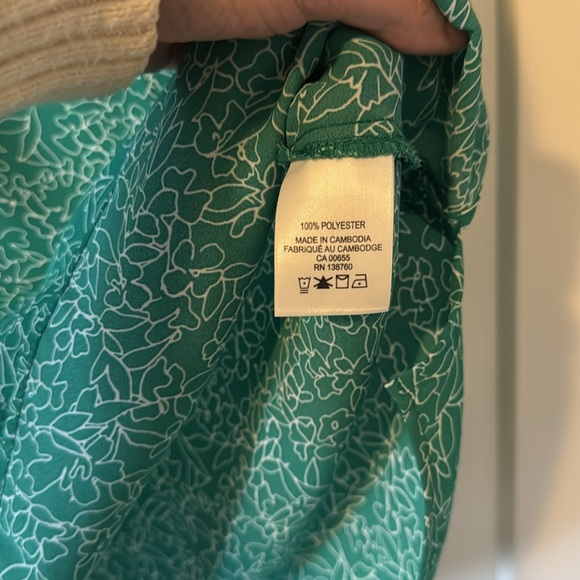 100% POLYESTER
MADE IN CAMBODIA
FABRIQUÉ AU CAMBODGE
CA 00655
RN 138760